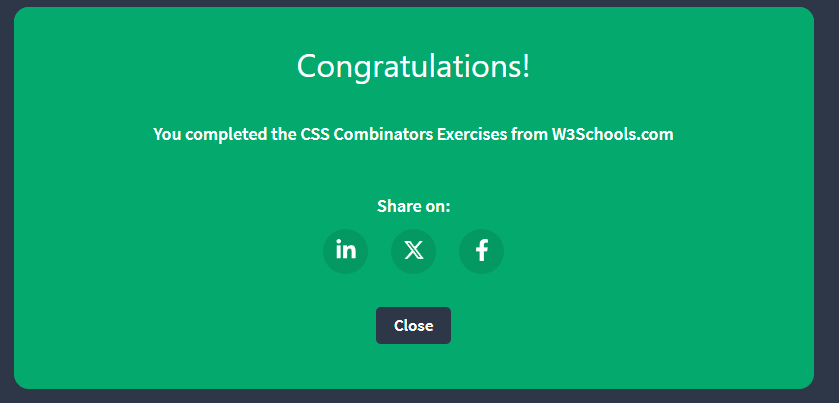 Congratulations!
You completed the CSS Combinators Exercises from W3Schools.com
Share on:
in X f
Close